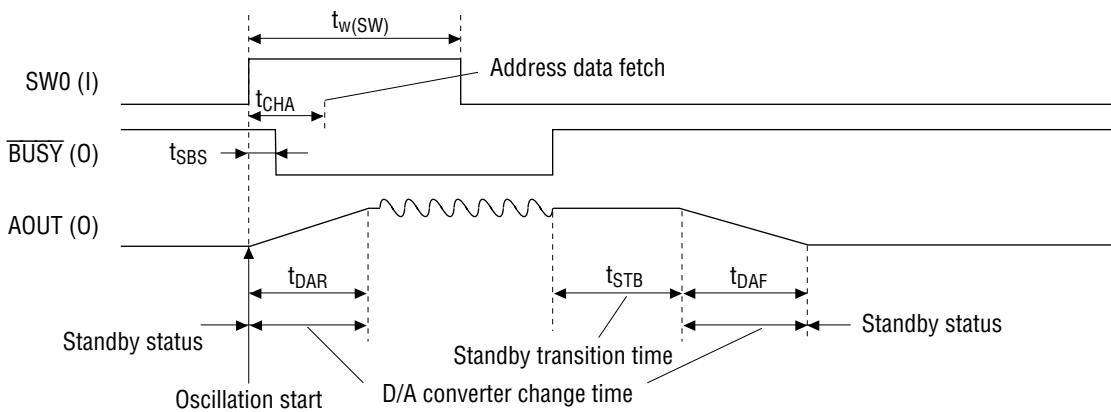 tw(SW)
SW0 (I)
Address data fetch
tCHA
BUSY (O)
tSBS
AOUT (O)
tDAR
tSTB
tDAF
Standby status
Standby transition time
Standby status
Oscillation start
D/A converter change time